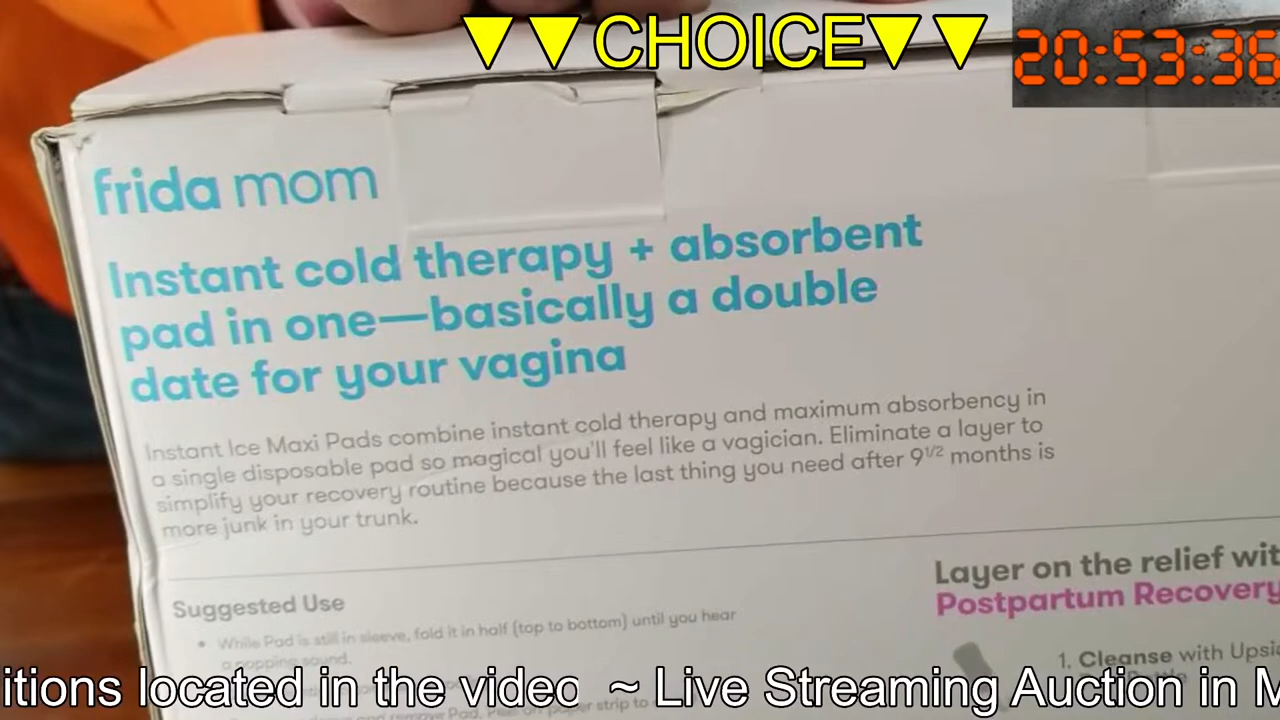 ▼▼CHOICE▼▼
20:53:36
frida mom
Instant cold therapy + absorbent
pad in one—basically a double
date for your vagina
Instant Ice Maxi Pads combine instant cold therapy and maximum absorbency in
a single disposable pad so magical you'll feel like a vagician. Eliminate a layer to
simplify your recovery routine because the last thing you need after 9 1/2 months is
more junk in your trunk.
Suggested Use
• While Pad is still in sleeve, fold it in half (top to bottom) until you hear
a popping sound.
Layer on the relief wit
Postpartum Recovery
1. Cleanse with Upsi
itions located in the video ~ Live Streaming Auction in M